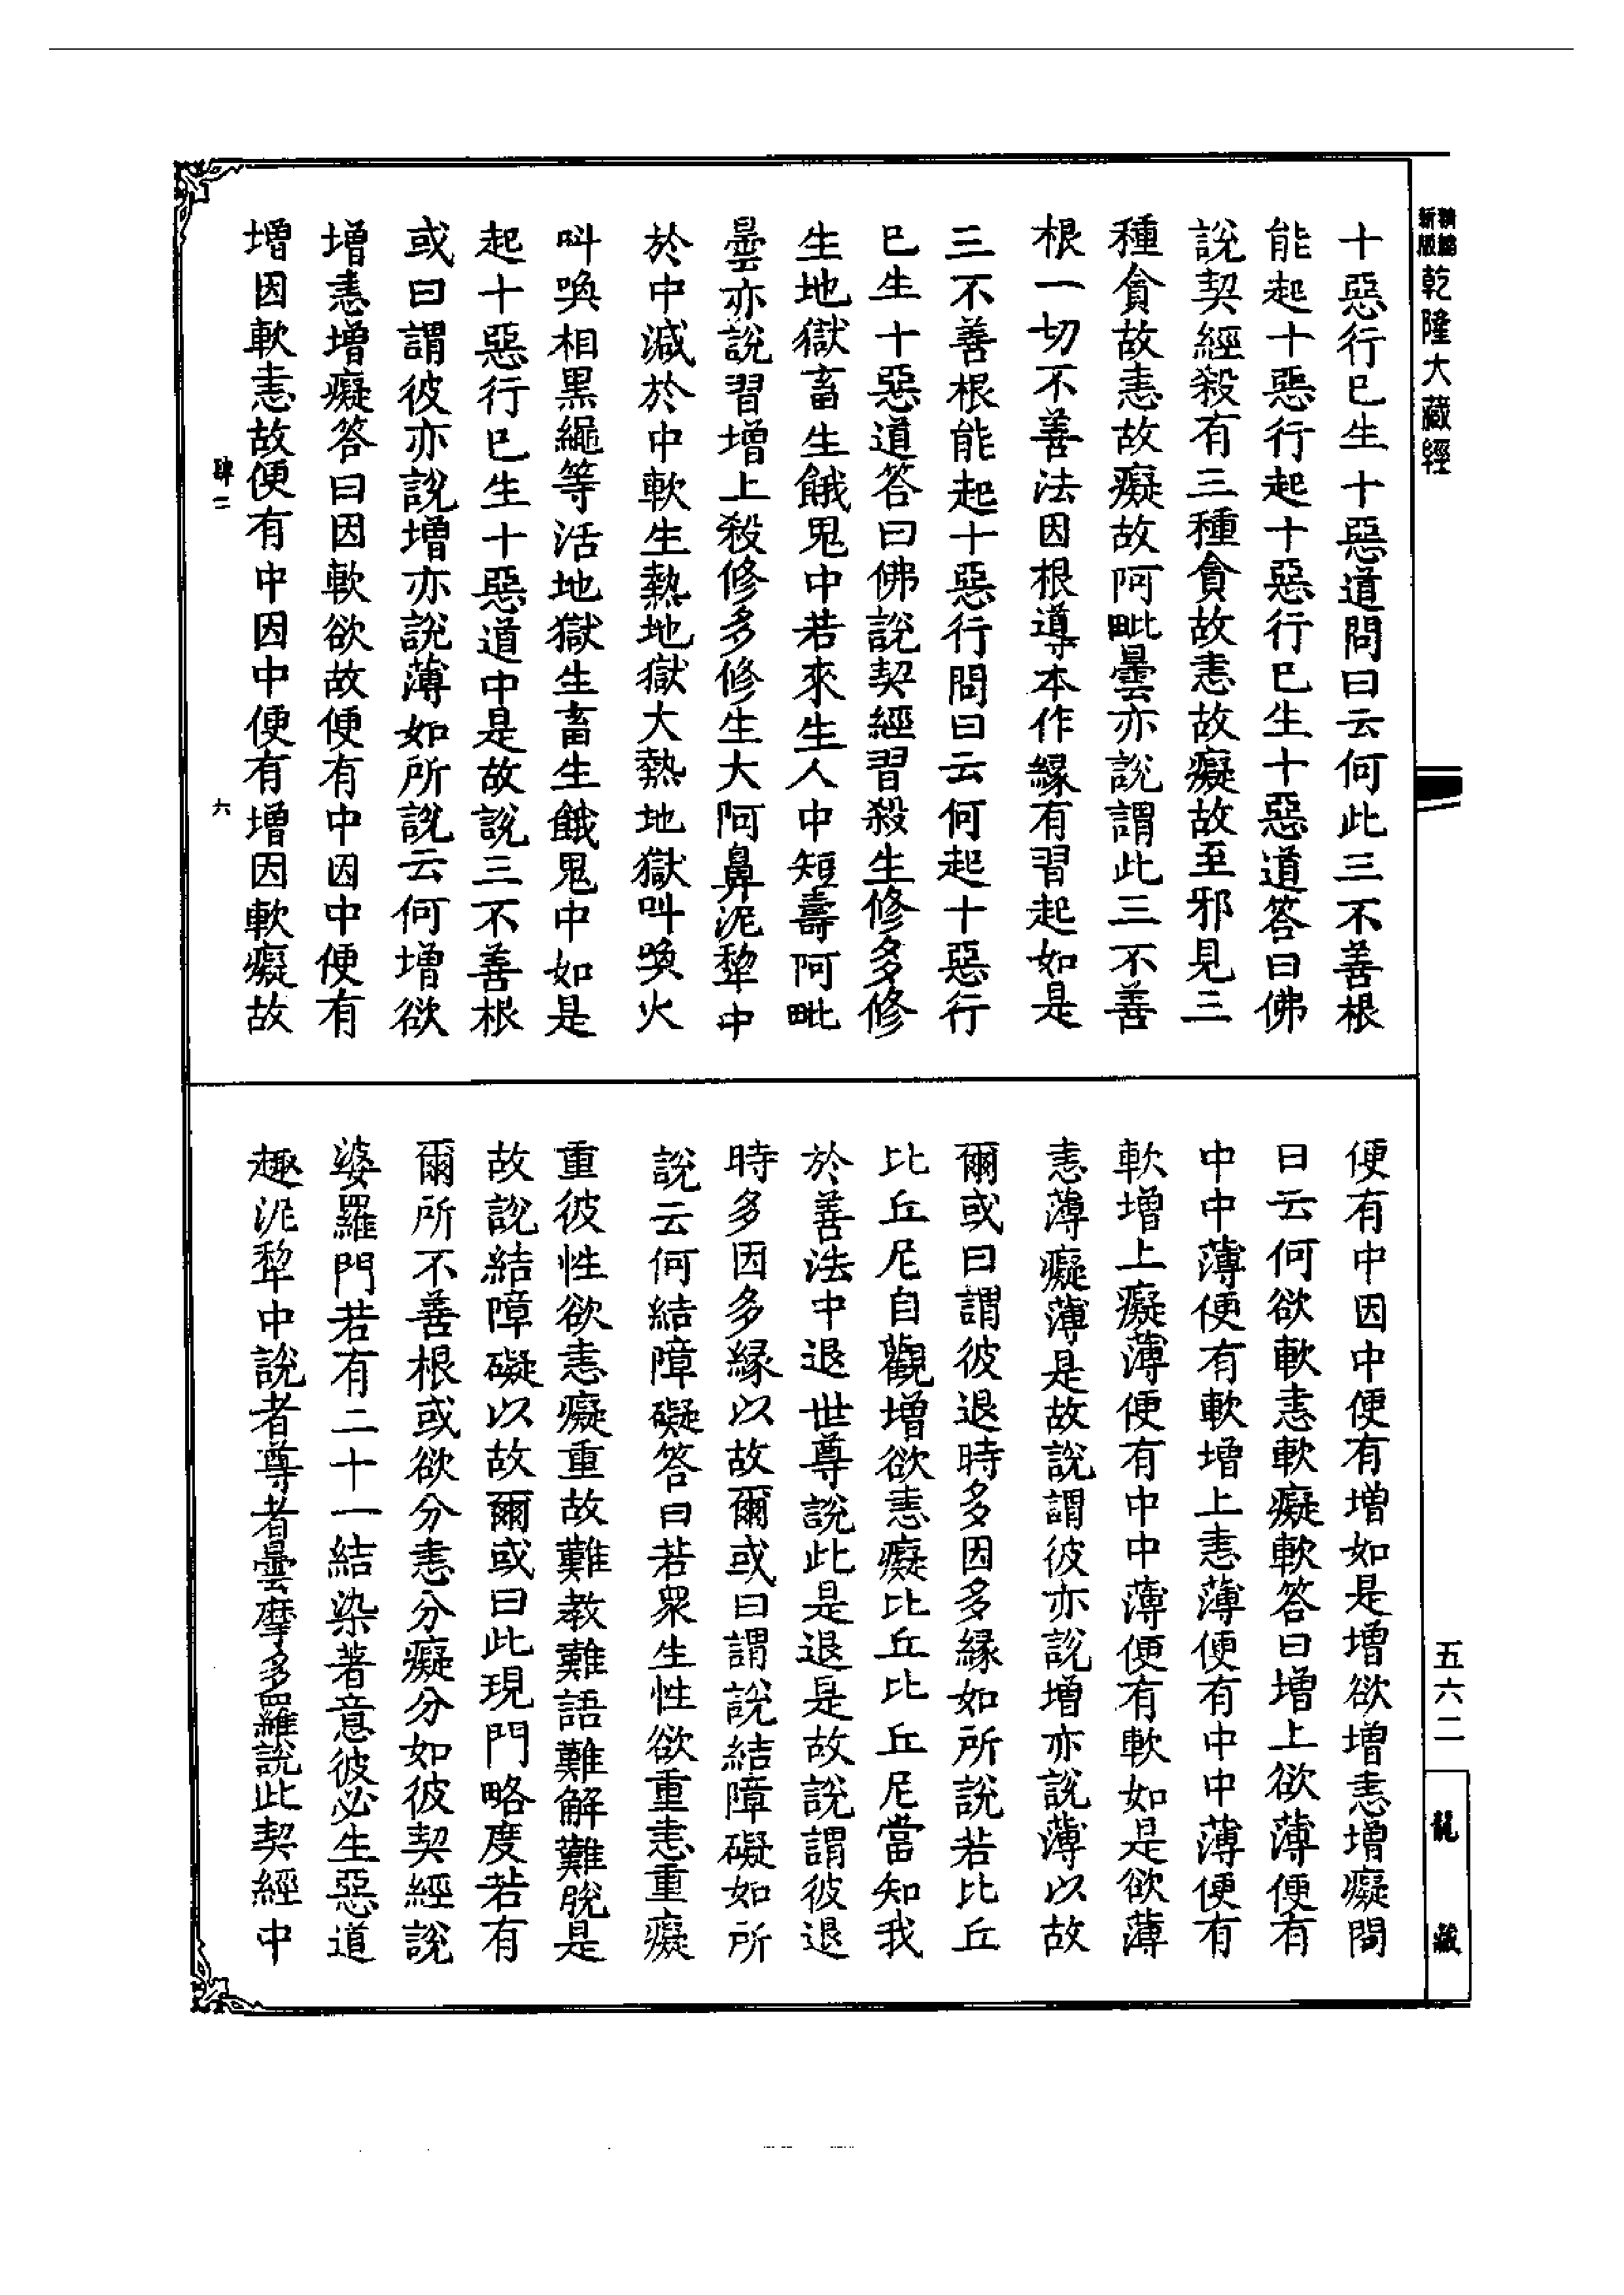 新編
新版
乾隆大藏經
十惡行已生十惡道問曰云何此三不善根
能起十惡行起十惡行已生十惡道答曰佛
說契經殺有三種貪故恚故癡故至邪見三
種貪故恚故癡故阿毗曇亦說謂此三不善
根一切不善法因根導本作緣有習起如是
三不善根能起十惡行問曰云何起十惡行
已生十惡道答曰佛說契經習殺生修多修
生地獄畜生餓鬼中若來生人中短壽阿毗
曇亦說習增上殺修多修生大阿鼻泥犂中
於中減於中軟生熱地獄大熱地獄叫喚火
叫喚相黑繩等活地獄生畜生餓鬼中如是
起十惡行已生十惡道中是故說三不善根
或曰謂彼亦說增亦說薄如所說云何增欲
增恚增癡答曰因軟欲故便有中因中便有
增因軟恚故便有中因中便有增因軟癡故
肆二
六
便有中因中便有增如是增欲增恚增癡問
曰云何欲軟恚軟癡軟答曰增上欲薄便有
中中薄便有軟增上恚薄便有中中薄便有
軟增上癡薄便有中中薄便有軟如是欲薄
恚薄癡薄是故說謂彼亦說增亦說薄以故
爾或曰謂彼退時多因多緣如所說若比丘
比丘尼自觀增欲恚癡比丘比丘尼當知我
於善法中退世尊說此是退是故說謂彼退
時多因多緣以故爾或曰謂說結障礙如所
說云何結障礙答曰若衆生性欲重恚重癡
重彼性欲恚癡重故難教難語難解難脫是
故說結障礙以故爾或曰此現門略度若有
爾所不善根或欲分恚分癡分如彼契經說
婆羅門若有二十一結染著意彼必生惡道
趣泥犂中說者尊者曇摩多羅說此契經中
五六二
龍藏